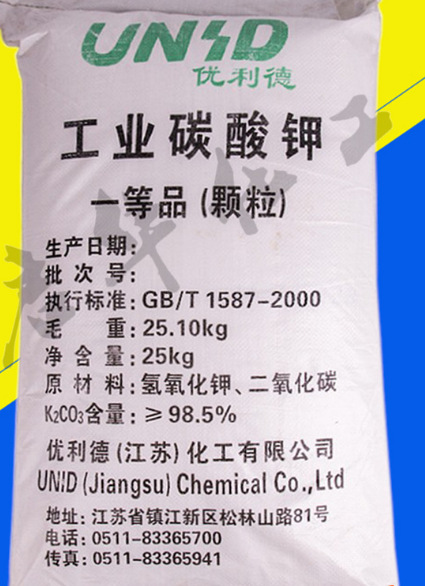 UNID
优利德
工业碳酸钾
一等品(颗粒)
生产日期:
批次号:
执行标准:GB/T 1587-2000
毛重:25.10kg
净含量:25kg
原材料:氢氧化钾、二氧化碳
K2CO3含量:≥98.5%
优利德(江苏)化工有限公司
UNID (Jiangsu) Chemical Co.,Ltd
地址:江苏省镇江新区松林山路81号
电话:0511-83365700
传真:0511-83365941